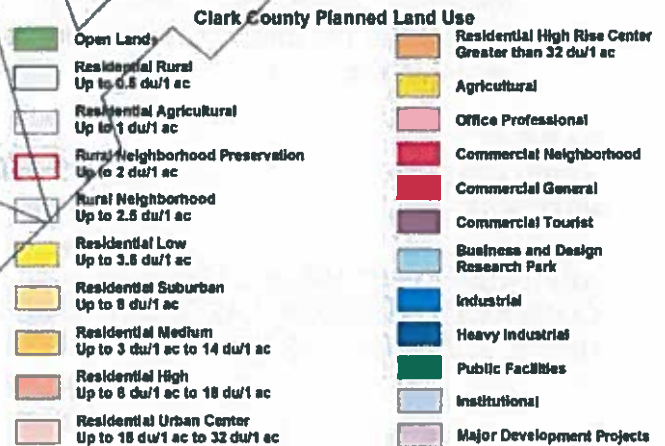 Clark County Planned Land Use
Open Lands
Residential Rural
Up to 0.5 du/1 ac
Residential Agricultural
Up to 1 du/1 ac
Rural Neighborhood Preservation
Up to 2 du/1 ac
Rural Neighborhood
Up to 2.5 du/1 ac
Residential Low
Up to 3.5 du/1 ac
Residential Suburban
Up to 8 du/1 ac
Residential Medium
Up to 3 du/1 ac to 14 du/1 ac
Residential High
Up to 8 du/1 ac to 18 du/1 ac
Residential Urban Center
Up to 18 du/1 ac to 32 du/1 ac
Residential High Rise Center
Greater than 32 du/1 ac
Agricultural
Office Professional
Commercial Neighborhood
Commercial General
Commercial Tourist
Business and Design
Research Park
Industrial
Heavy Industrial
Public Facilities
Institutional
Major Development Projects